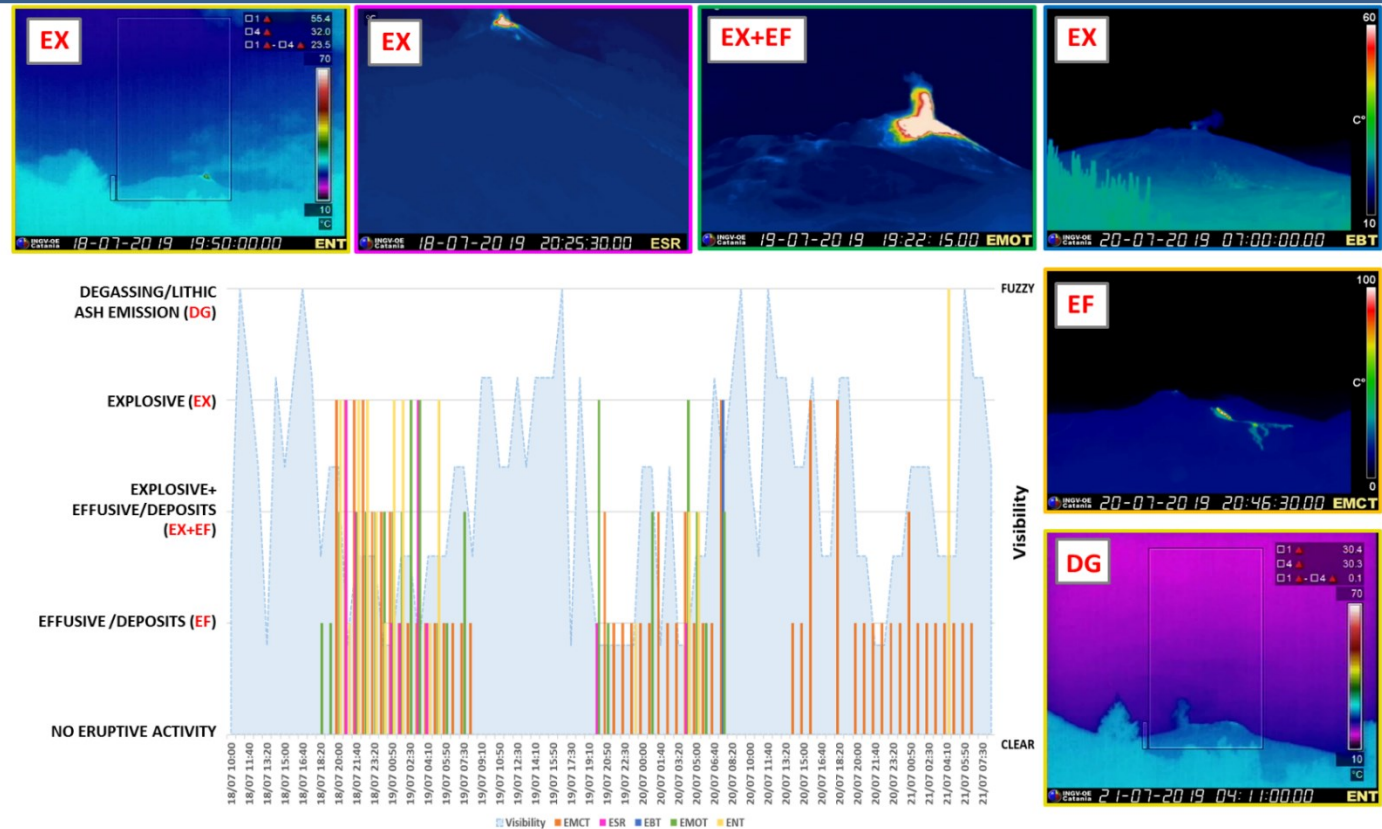 EX
□1 ▲ 55.4
□4 ▲ 32.0
□1 ▲-□4 ▲ 23.5
70
10
°C
INGV-OE
Catania
18-07-2019 19:50:00.00 ENT
°C
EX
INGV-OE
Catania
18-07-2019 20:25:30.00 ESR
EX+EF
INGV-OE
Catania
19-07-2019 19:22:15.00 EMOT
EX
60
C°
10
INGV-OE
Catania
20-07-2019 07:00:00.00 EBT
DEGASSING/LITHIC
ASH EMISSION (DG)
EXPLOSIVE (EX)
EXPLOSIVE+
EFFUSIVE/DEPOSITS
(EX+EF)
EFFUSIVE /DEPOSITS (EF)
NO ERUPTIVE ACTIVITY
FUZZY
Visibility
CLEAR
18/07 10:00
18/07 11:40
18/07 13:20
18/07 15:00
18/07 16:40
18/07 18:20
18/07 20:00
18/07 21:40
18/07 23:20
19/07 00:50
19/07 02:30
19/07 04:10
19/07 05:50
19/07 07:30
19/07 09:10
19/07 10:50
19/07 12:30
19/07 14:10
19/07 15:50
19/07 17:30
19/07 19:10
19/07 20:50
19/07 22:30
20/07 00:00
20/07 01:40
20/07 03:20
20/07 05:00
20/07 06:40
20/07 08:20
20/07 10:00
20/07 11:40
20/07 13:20
20/07 15:00
20/07 16:40
20/07 18:20
20/07 20:00
20/07 21:40
20/07 23:20
21/07 00:50
21/07 02:30
21/07 04:10
21/07 05:50
21/07 07:30
Visibility EMCT ESR EBT EMOT ENT
EF
100
C°
0
INGV-OE
Catania
20-07-2019 20:46:30.00 EMCT
DG
□1 ▲ 30.4
□4 ▲ 30.3
□1 ▲-□4 ▲ 0.1
70
10
°C
INGV-OE
Catania
21-07-2019 04:11:00.00 ENT